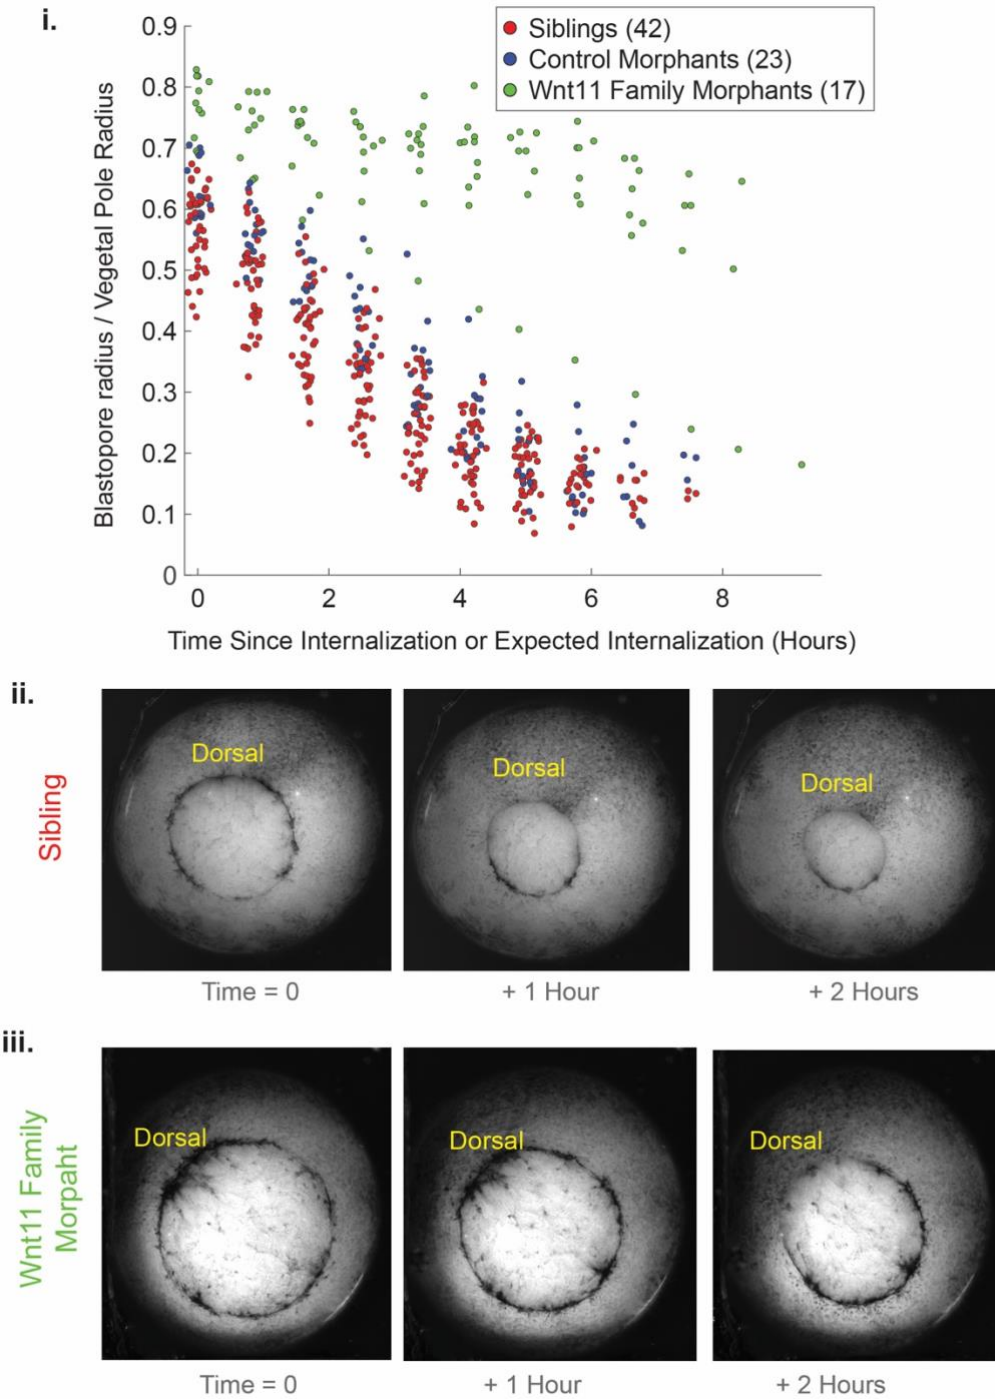 i.
Siblings (42)
Control Morphants (23)
Wnt11 Family Morphants (17)
Blastopore radius / Vegetal Pole Radius
0.9
0.8
0.7
0.6
0.5
0.4
0.3
0.2
0.1
0
0 2 4 6 8
Time Since Internalization or Expected Internalization (Hours)
ii.
Sibling
Dorsal Dorsal Dorsal
Time = 0 + 1 Hour + 2 Hours
iii.
Wnt11 Family
Morpaht
Dorsal Dorsal Dorsal
Time = 0 + 1 Hour + 2 Hours